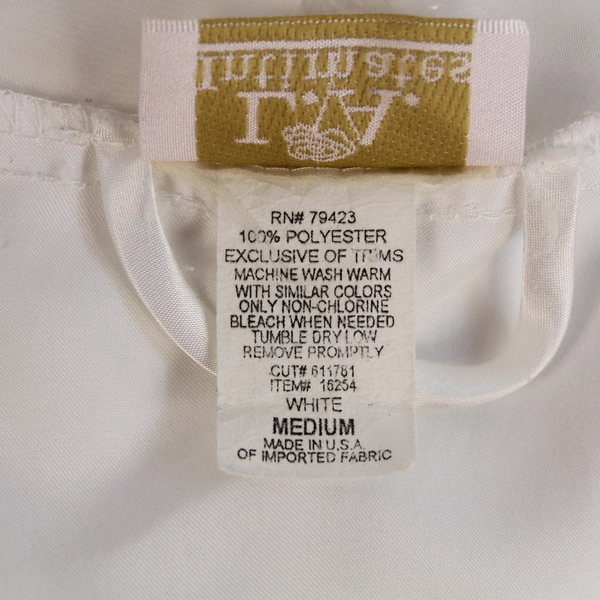 L.A.
Intimates
RN# 79423
100% POLYESTER
EXCLUSIVE OF TRIMS
MACHINE WASH WARM
WITH SIMILAR COLORS
ONLY NON-CHLORINE
BLEACH WHEN NEEDED
TUMBLE DRY LOW
REMOVE PROMPTLY
CUT# 611781
ITEM# 16254
WHITE
MEDIUM
MADE IN U.S.A.
OF IMPORTED FABRIC